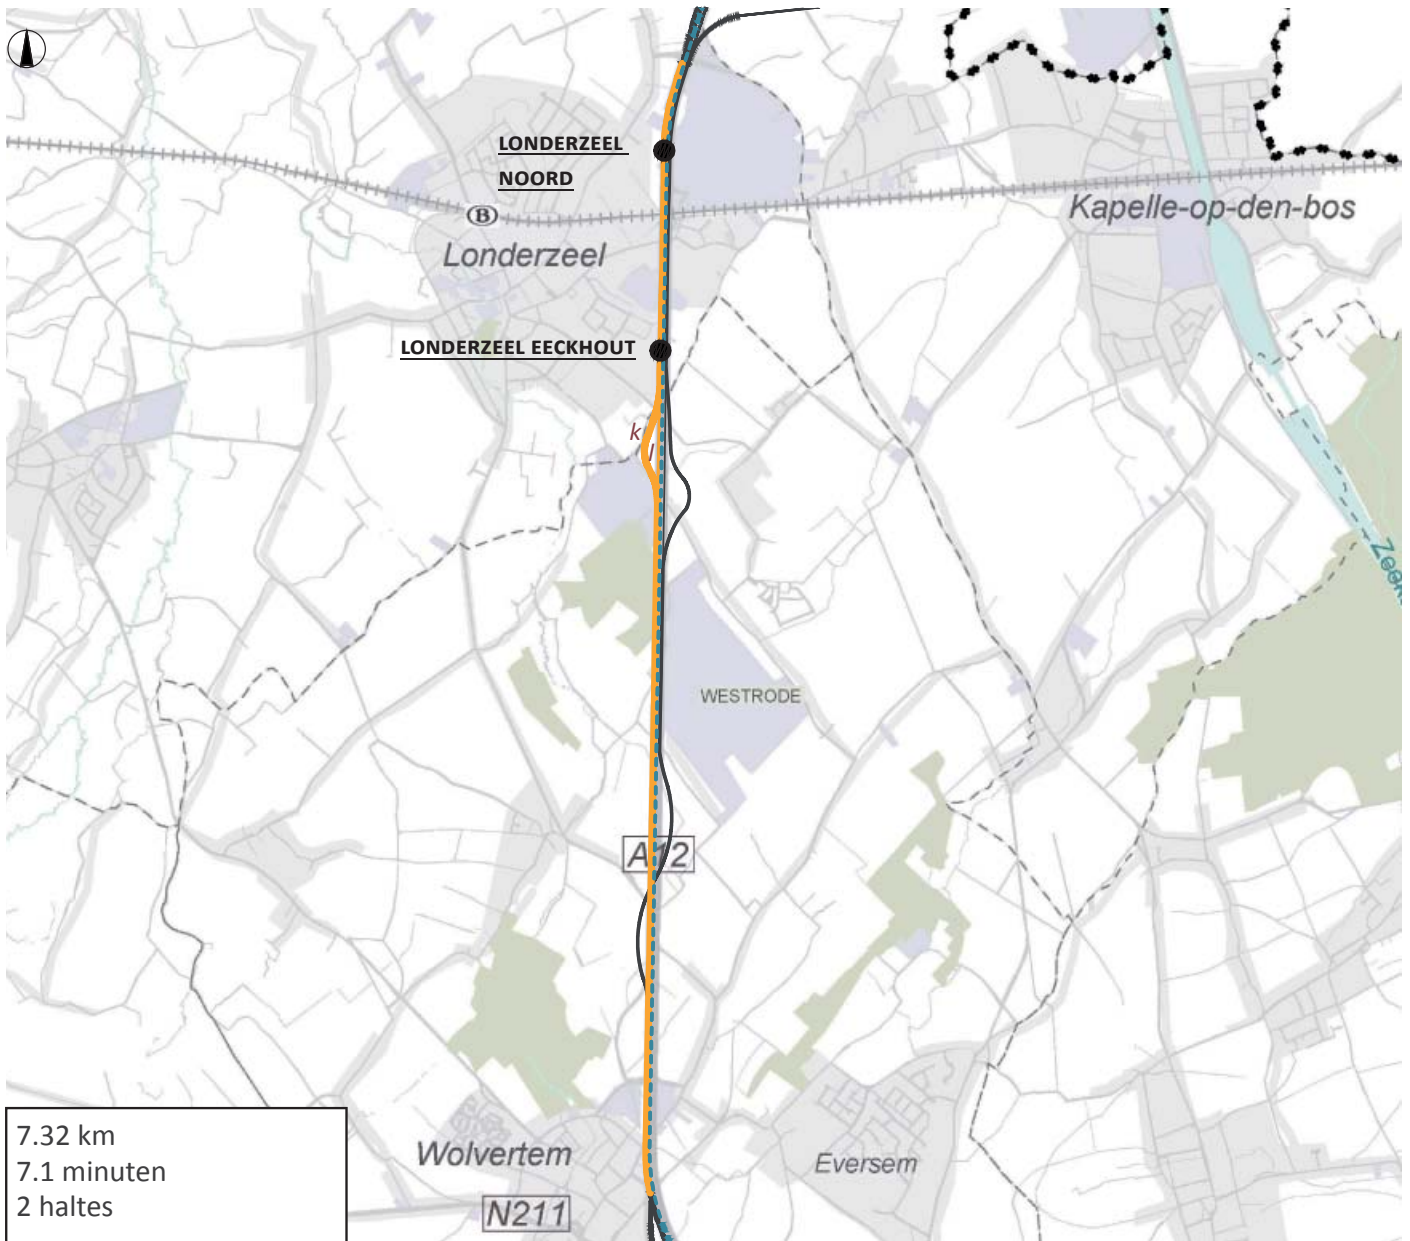 LONDERZEEL
NOORD
B
Kapelle-op-den-bos
Londerzeel
LONDERZEEL EECKHOUT
k
l
WESTRODE
A12
7.32 km
7.1 minuten
2 haltes
Wolvertem
Eversem
N211